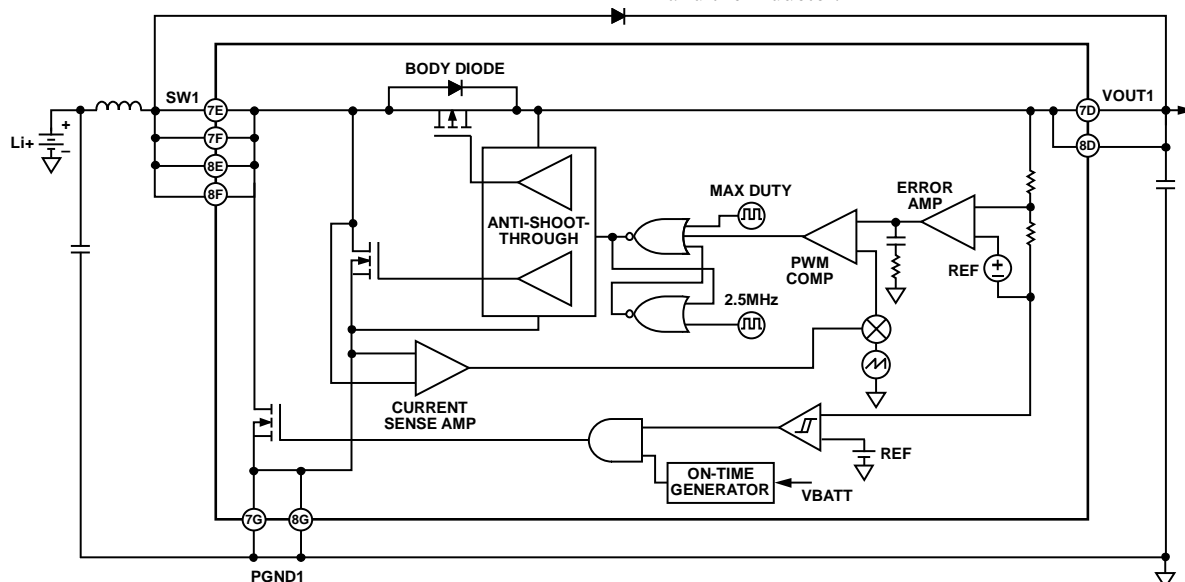 BODY DIODE
SW1
7E
7F
8E
8F
Li+
+
–
7D
8D
VOUT1
ANTI-SHOOT-
THROUGH
MAX DUTY
ERROR
AMP
PWM
COMP
REF
+
–
2.5MHz
CURRENT
SENSE AMP
REF
ON-TIME
GENERATOR
VBATT
7G
8G
PGND1